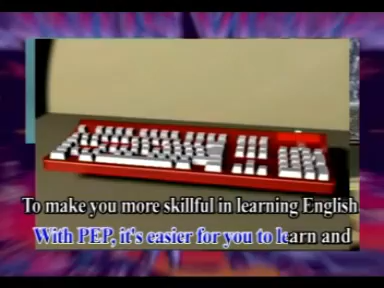 To make you more skillful in learning English
With PEP, it's easier for you to learn and